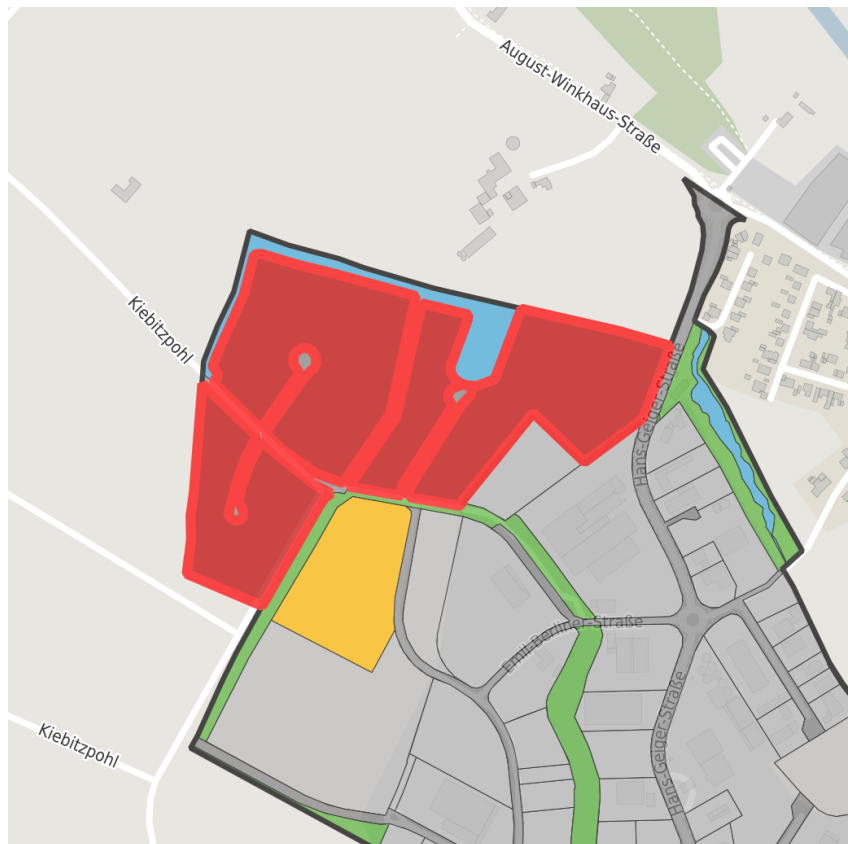 August-Winkhaus-Straße
Kiebitzpohl
Hans-Geiger-Straße
Emil-Berliner-Straße
Hans-Geiger-Straße
Kiebitzpohl